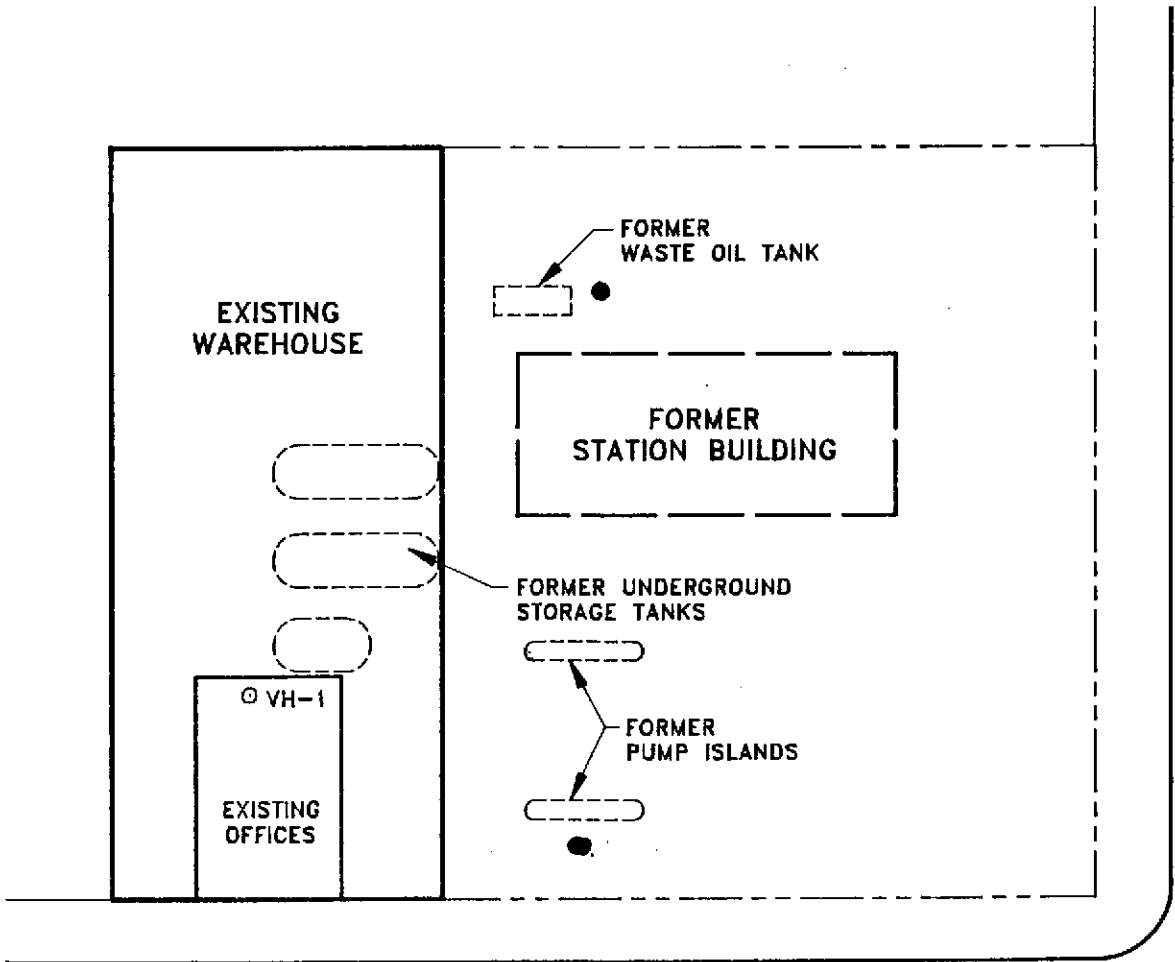 FORMER
WASTE OIL TANK
EXISTING
WAREHOUSE
FORMER
STATION BUILDING
FORMER UNDERGROUND
STORAGE TANKS
VH-1
FORMER
PUMP ISLANDS
EXISTING
OFFICES